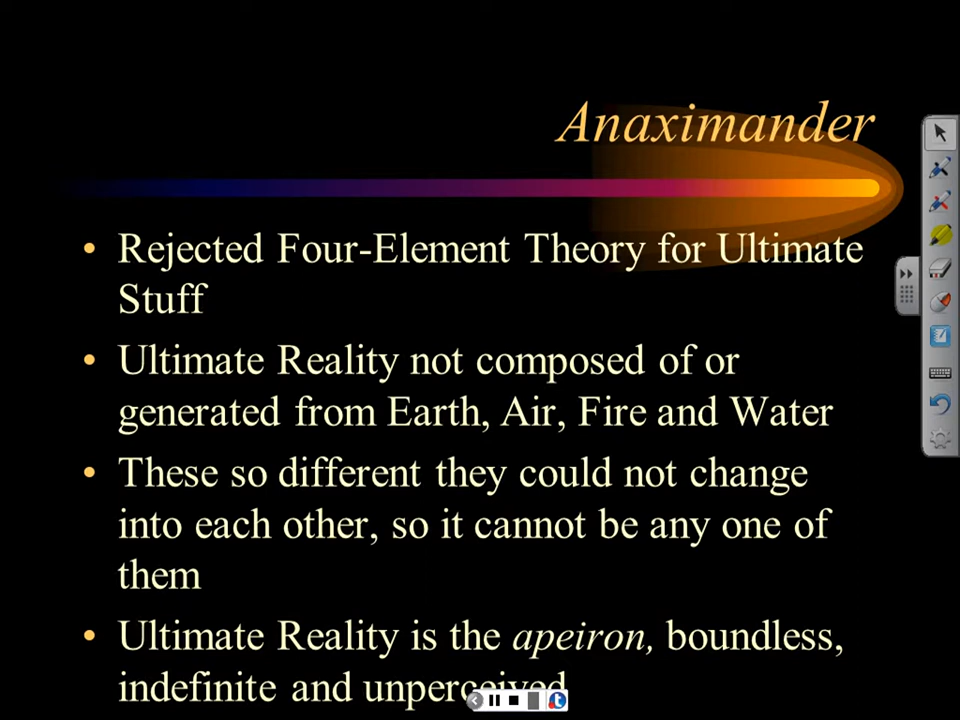 Anaximander
• Rejected Four-Element Theory for Ultimate
Stuff
• Ultimate Reality not composed of or
generated from Earth, Air, Fire and Water
• These so different they could not change
into each other, so it cannot be any one of
them
• Ultimate Reality is the apeiron, boundless,
indefinite and unperceived